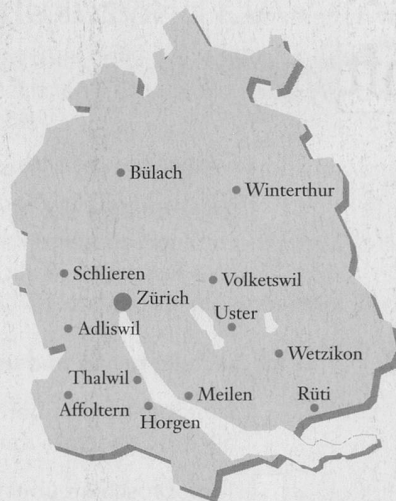 Bülach
Winterthur
Schlieren
Volketswil
Zürich
Uster
Adliswil
Wetzikon
Thalwil
Meilen
Rüti
Affoltern
Horgen